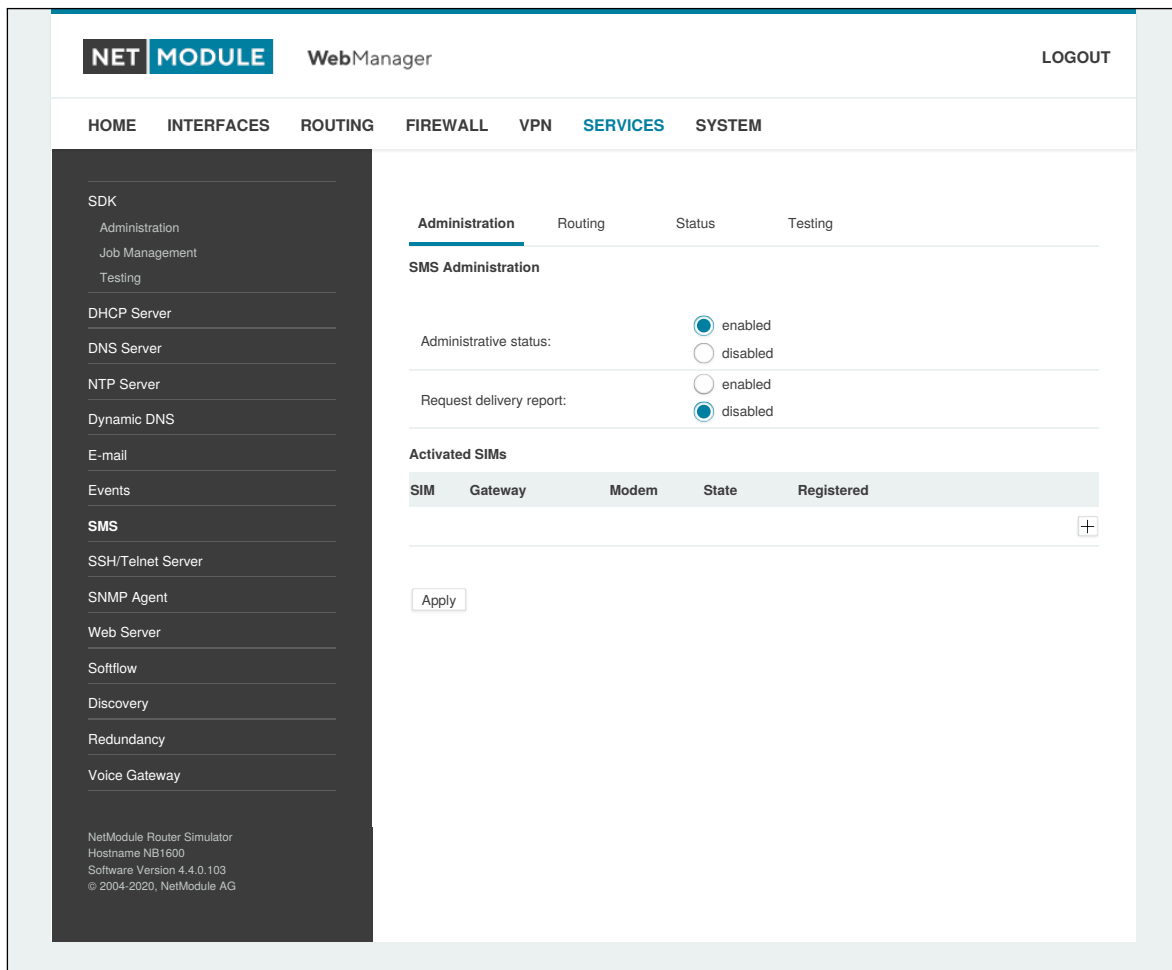 NET MODULE WebManager LOGOUT
HOME INTERFACES ROUTING FIREWALL VPN SERVICES SYSTEM
SDK
Administration
Job Management
Testing
DHCP Server
DNS Server
NTP Server
Dynamic DNS
E-mail
Events
SMS
SSH/Telnet Server
SNMP Agent
Web Server
Softflow
Discovery
Redundancy
Voice Gateway
NetModule Router Simulator
Hostname NB1600
Software Version 4.4.0.103
© 2004-2020, NetModule AG
Administration Routing Status Testing
SMS Administration
Administrative status:
enabled
disabled
Request delivery report:
enabled
disabled
Activated SIMs
SIM Gateway Modem State Registered
Apply